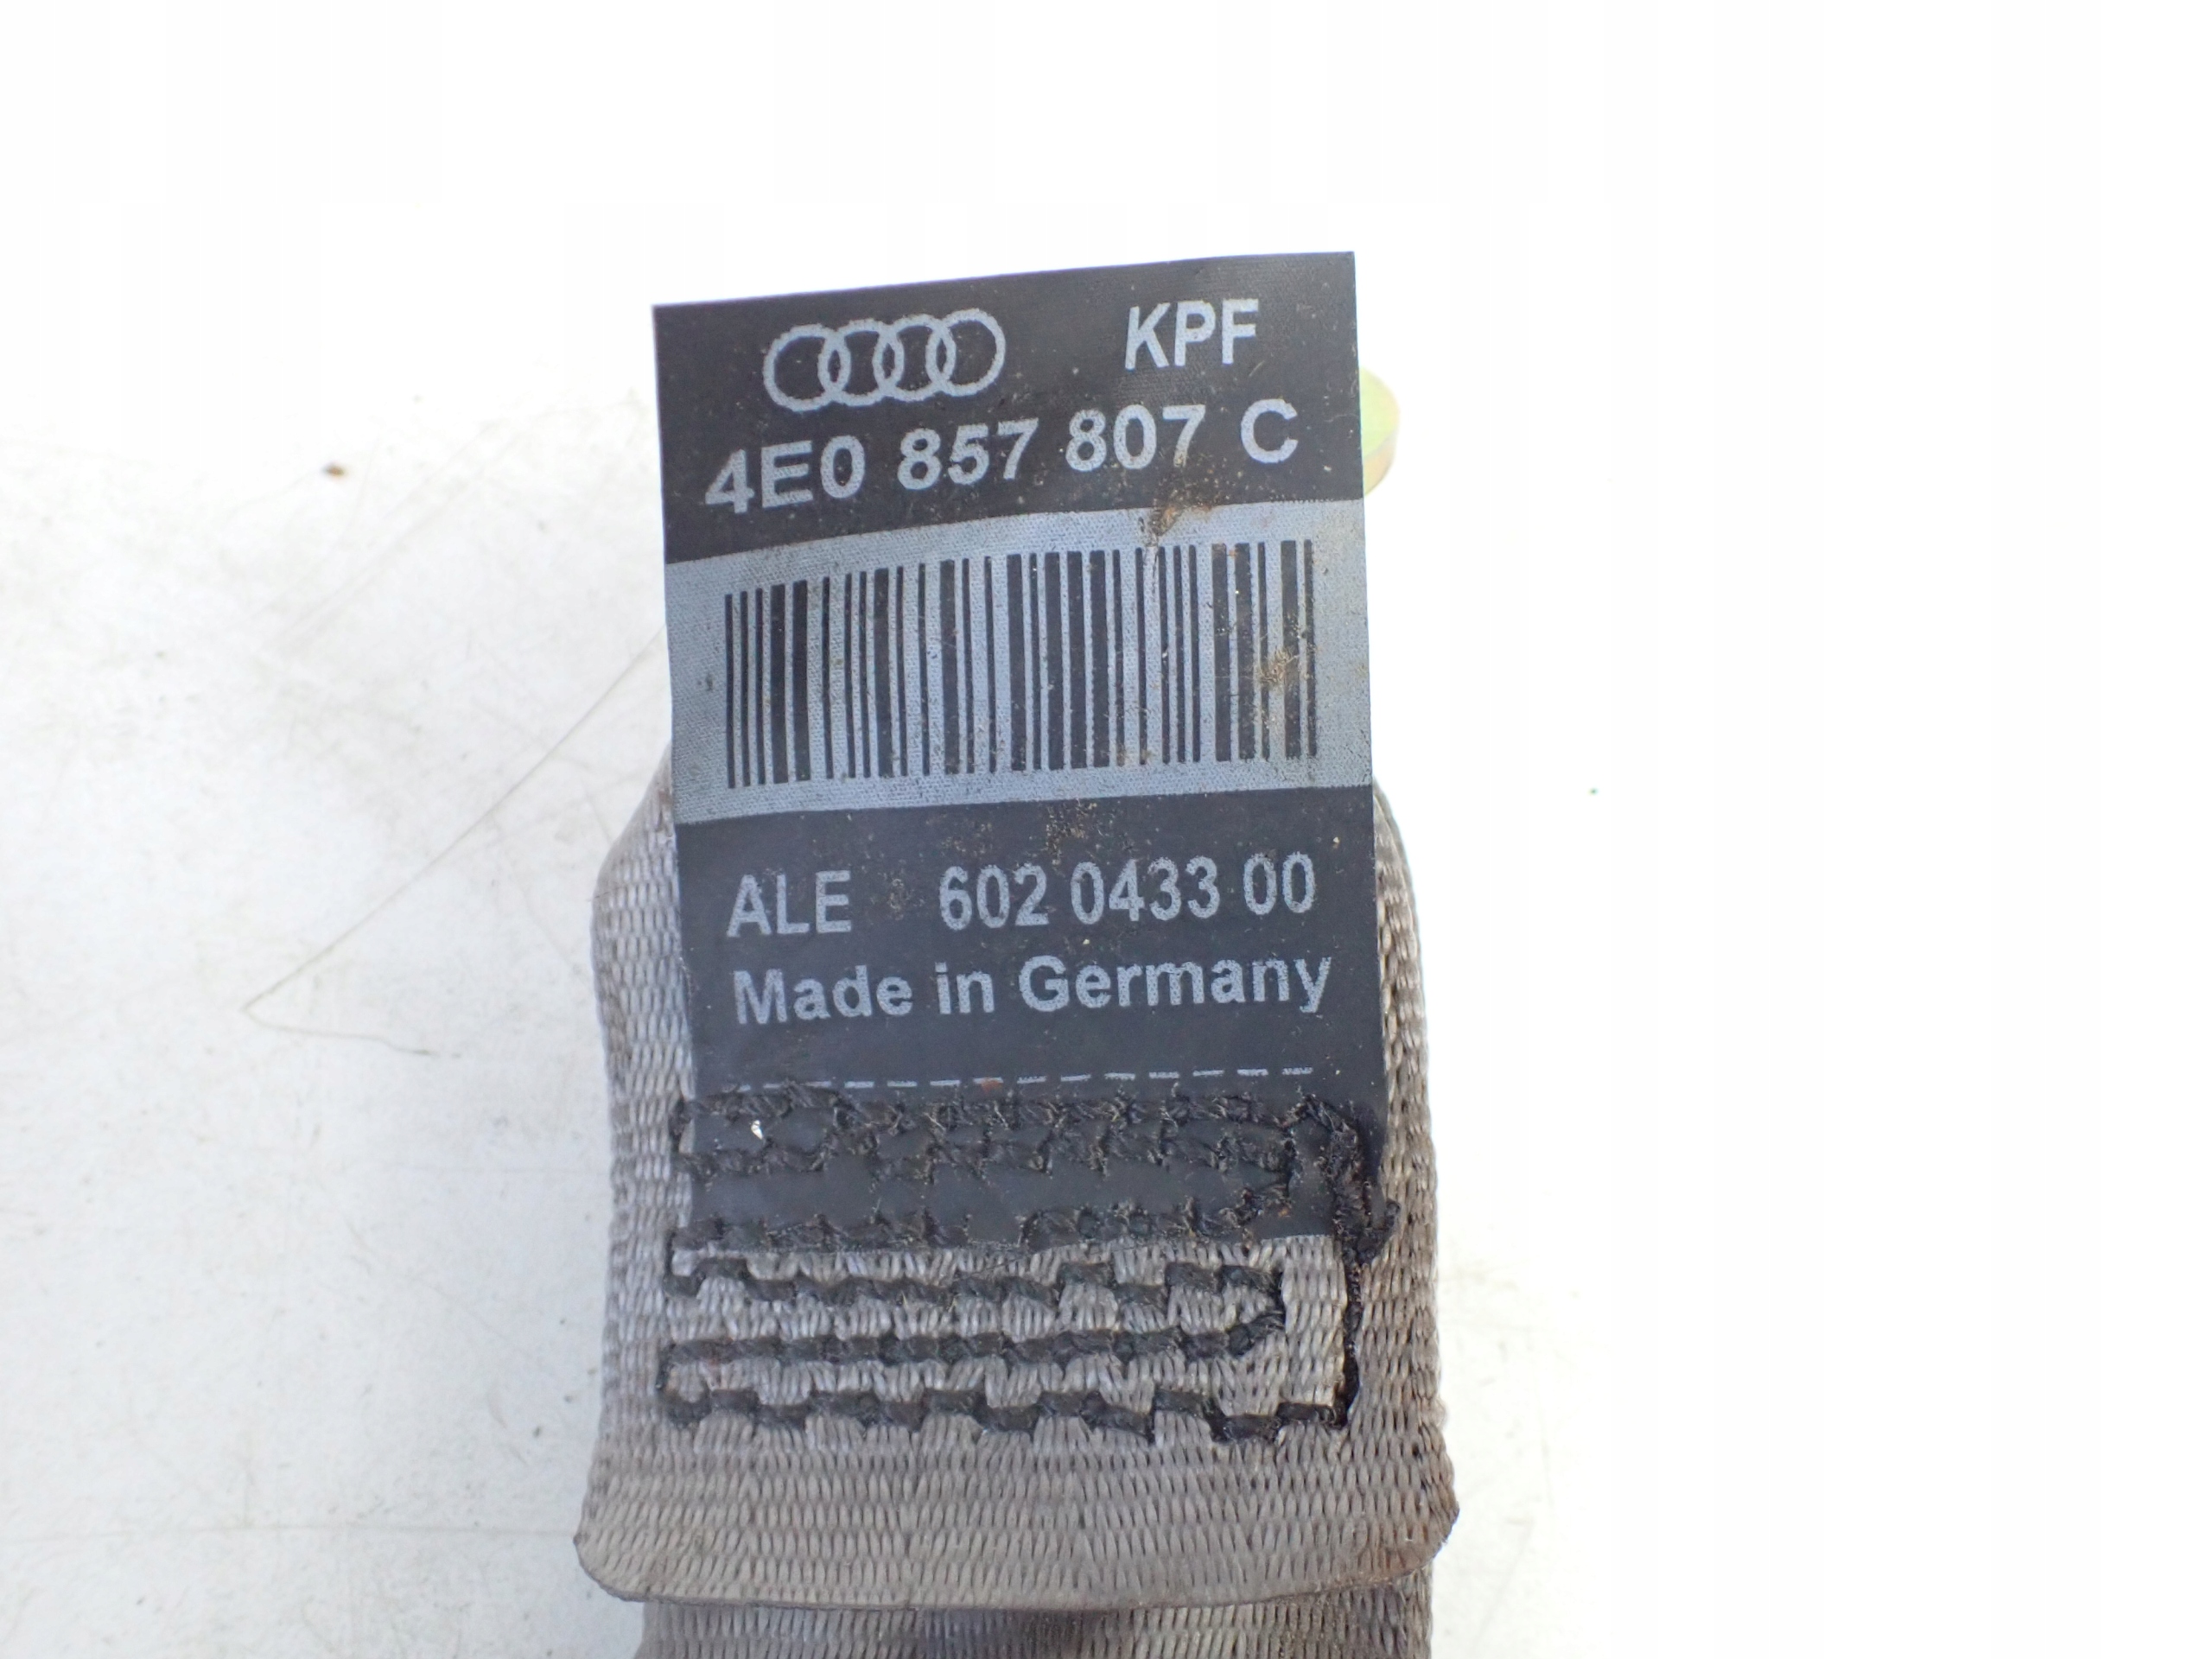 KPF
4E0 857 807 C
ALE 602 0433 00
Made in Germany